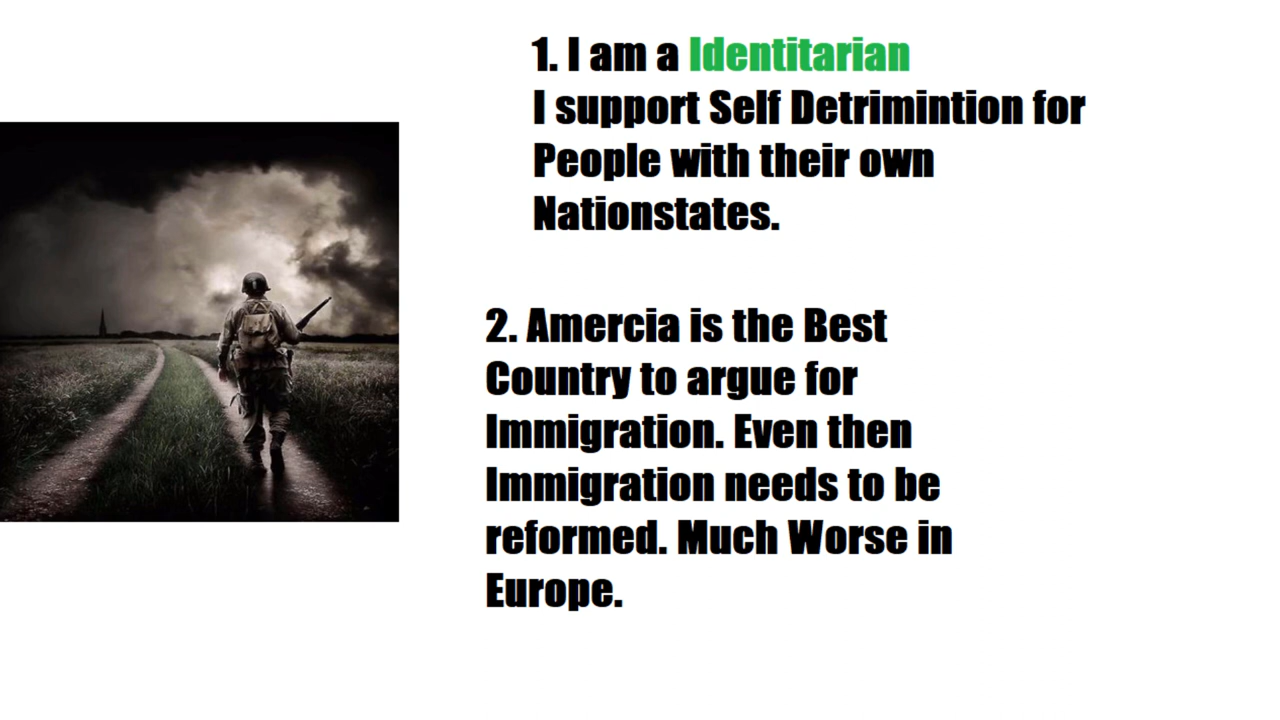 1. I am a Identitarian
I support Self Detrimintion for
People with their own
Nationstates.
2. Amercia is the Best
Country to argue for
Immigration. Even then
Immigration needs to be
reformed. Much Worse in
Europe.